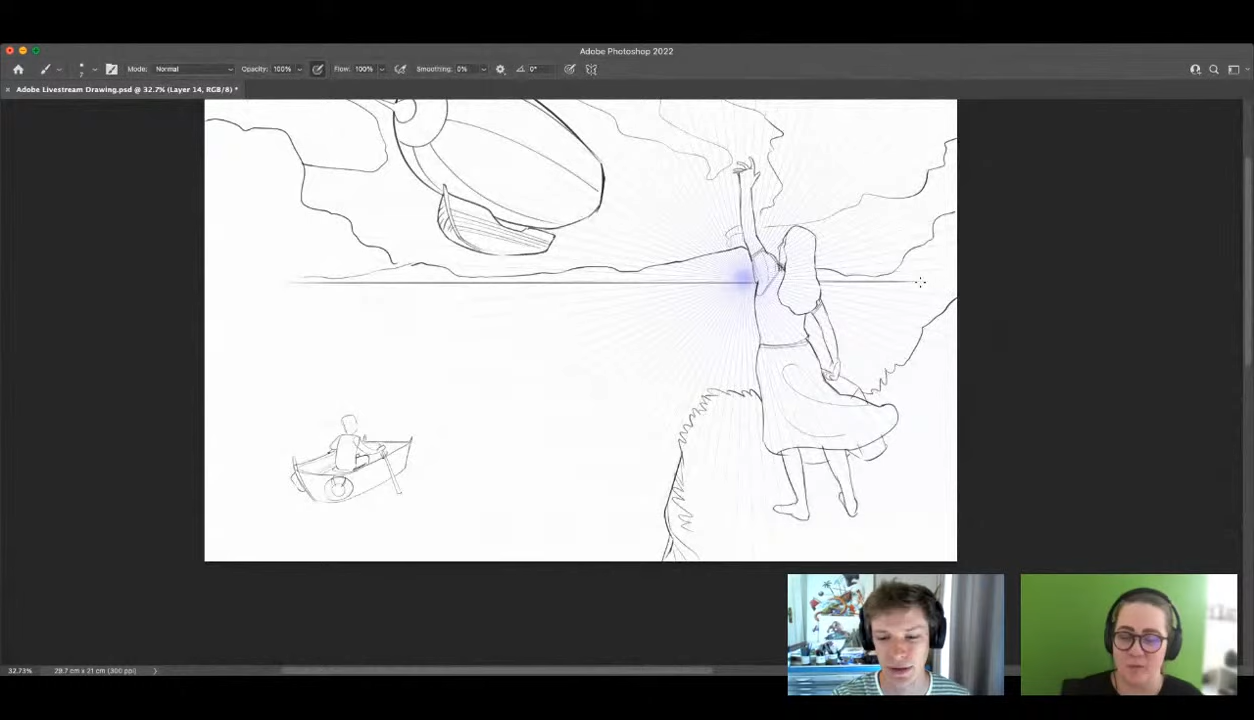 Adobe Photoshop 2022
Mode: Normal Opacity: 100% Flow: 100% Smoothing: 0% 0°
Adobe Livestream Drawing.psd @ 32.7% (Layer 14, RGB/8) *
32.73% 29.7 cm x 21 cm (300 ppi)